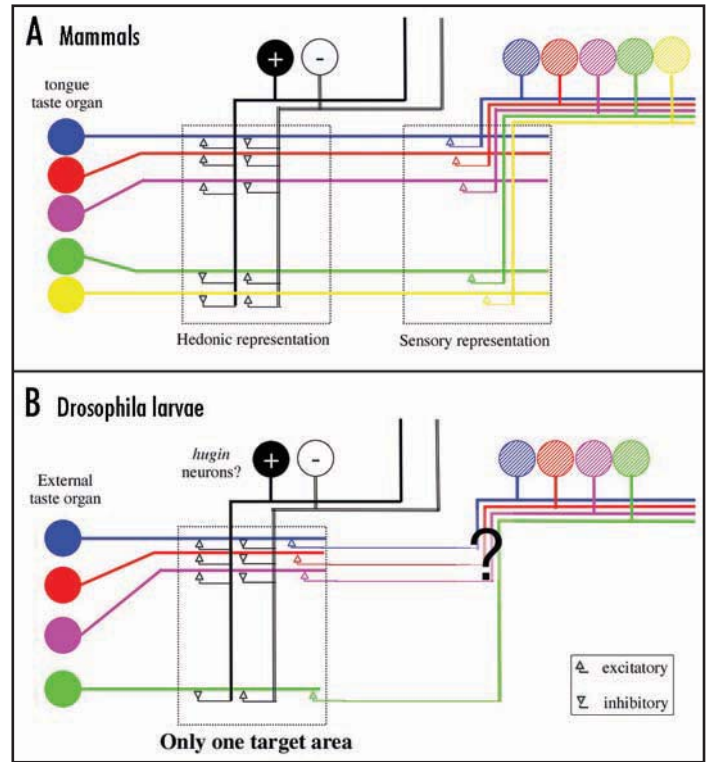 A Mammals
tongue
taste organ
+
-
Hedonic representation
Sensory representation
B Drosophila larvae
hugin
neurons?
+
-
External
taste organ
?
excitatory
inhibitory
Only one target area